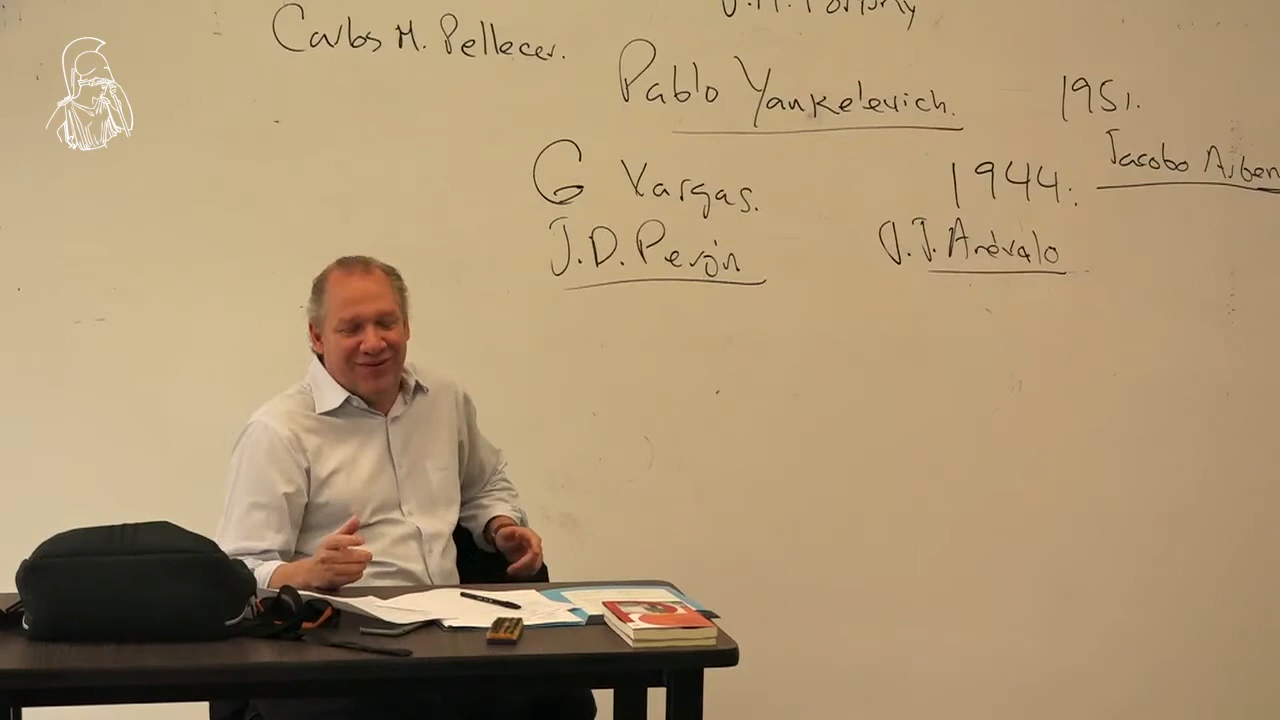 Carlos M. Pellecer.
Pablo Yankelevich.
1951.
Jacobo Arben
G Vargas.
1944.
J.D. Perón
J.J. Arévalo